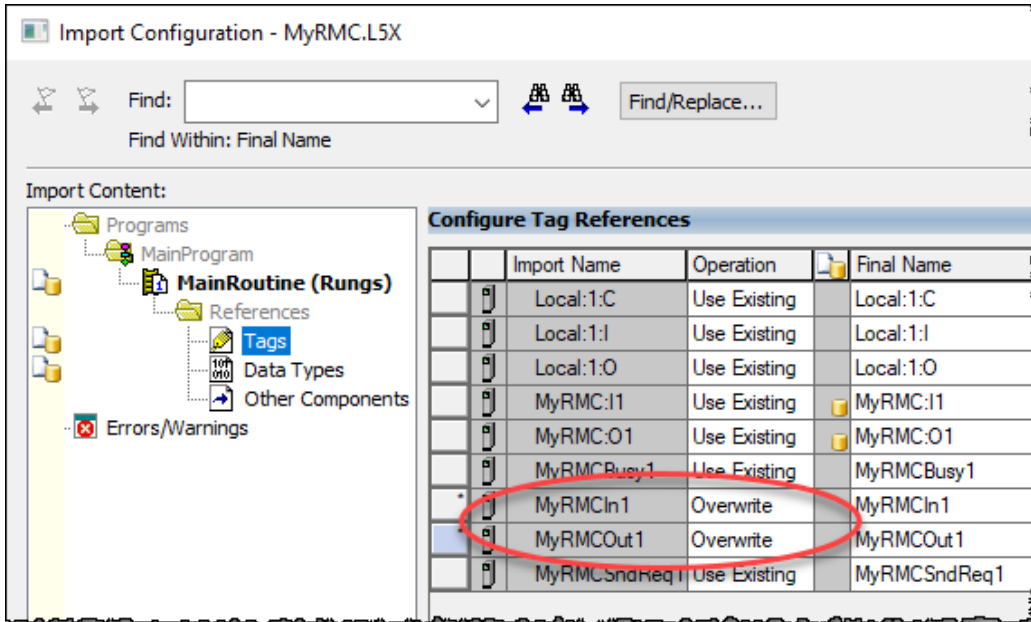 Import Configuration - MyRMC.L5X
Find: Find/Replace...
Find Within: Final Name
Import Content:
Programs
MainProgram
MainRoutine (Rungs)
References
Tags
Data Types
Other Components
Errors/Warnings
Configure Tag References
Import Name Operation Final Name
Local:1:C Use Existing Local:1:C
Local:1:I Use Existing Local:1:I
Local:1:O Use Existing Local:1:O
MyRMC:I1 Use Existing MyRMC:I1
MyRMC:O1 Use Existing MyRMC:O1
MyRMCBusy1 Use Existing MyRMCBusy1
* MyRMCIn1 Overwrite MyRMCIn1
* MyRMCOut1 Overwrite MyRMCOut1
MyRMCSndReq1 Use Existing MyRMCSndReq1